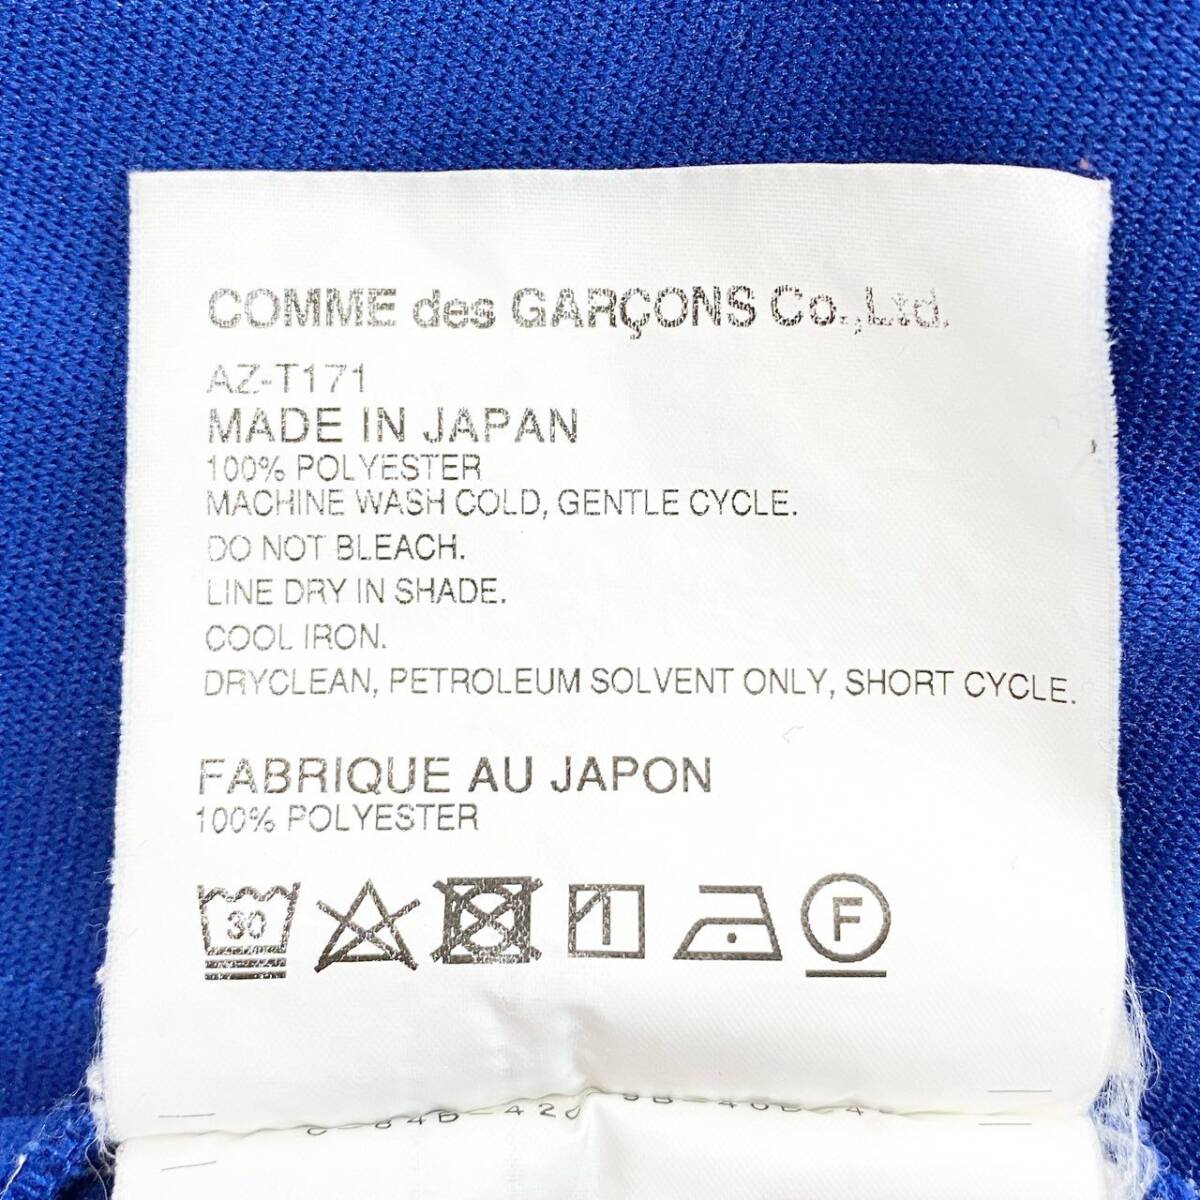 COMME des GARÇONS Co.,Ltd.
AZ-T171
MADE IN JAPAN
100% POLYESTER
MACHINE WASH COLD, GENTLE CYCLE.
DO NOT BLEACH.
LINE DRY IN SHADE.
COOL IRON.
DRYCLEAN, PETROLEUM SOLVENT ONLY, SHORT CYCLE.
FABRIQUE AU JAPON
100% POLYESTER
30
F